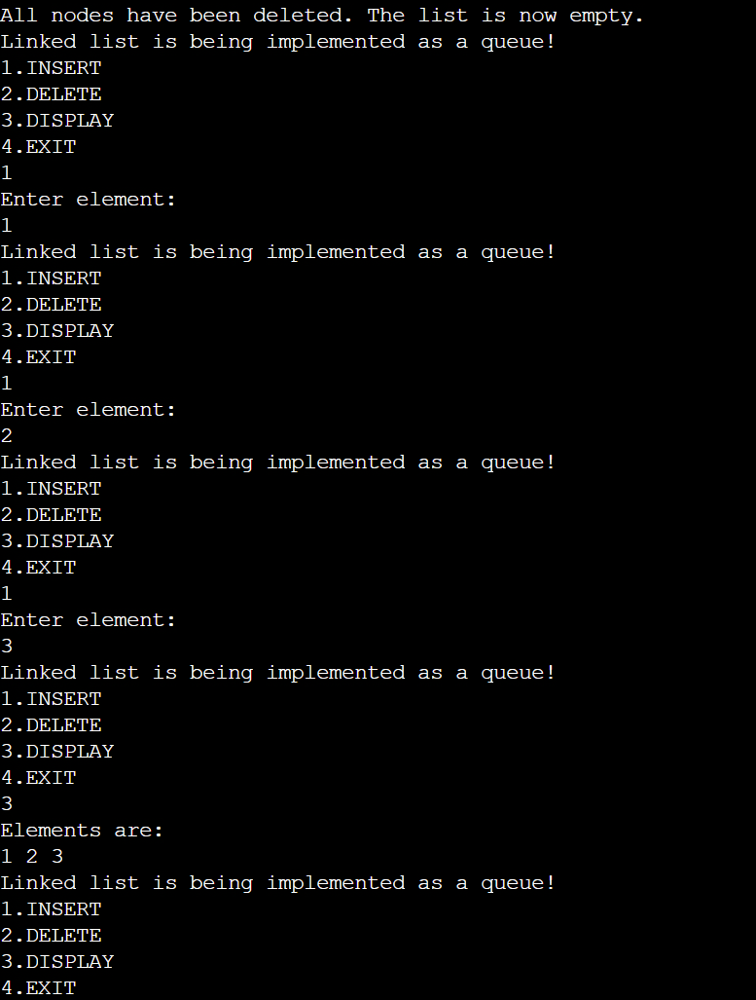 All nodes have been deleted. The list is now empty.
Linked list is being implemented as a queue!
1.INSERT
2.DELETE
3.DISPLAY
4.EXIT
1
Enter element:
1
Linked list is being implemented as a queue!
1.INSERT
2.DELETE
3.DISPLAY
4.EXIT
1
Enter element:
2
Linked list is being implemented as a queue!
1.INSERT
2.DELETE
3.DISPLAY
4.EXIT
1
Enter element:
3
Linked list is being implemented as a queue!
1.INSERT
2.DELETE
3.DISPLAY
4.EXIT
3
Elements are:
1 2 3
Linked list is being implemented as a queue!
1.INSERT
2.DELETE
3.DISPLAY
4.EXIT